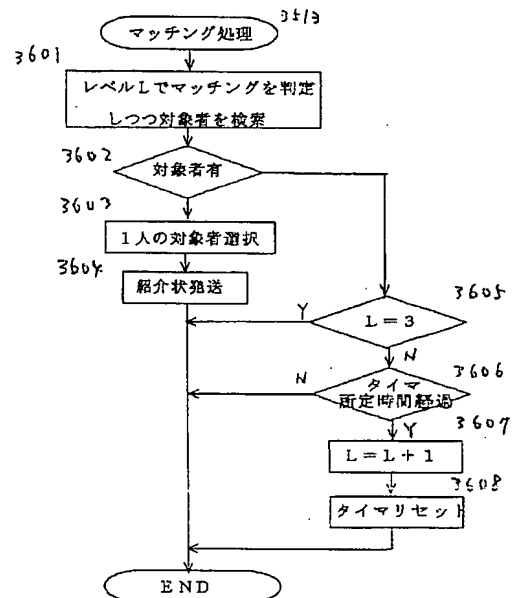 3513
マッチング処理
3601
レベルLでマッチングを判定
しつつ対象者を検索
3602
対象者有
3603
1人の対象者選択
3604
紹介状発送
3605
Y
L=3
N
3606
N
タイマ
所定時間経過
3607
Y
L=L+1
3608
タイマリセット
END